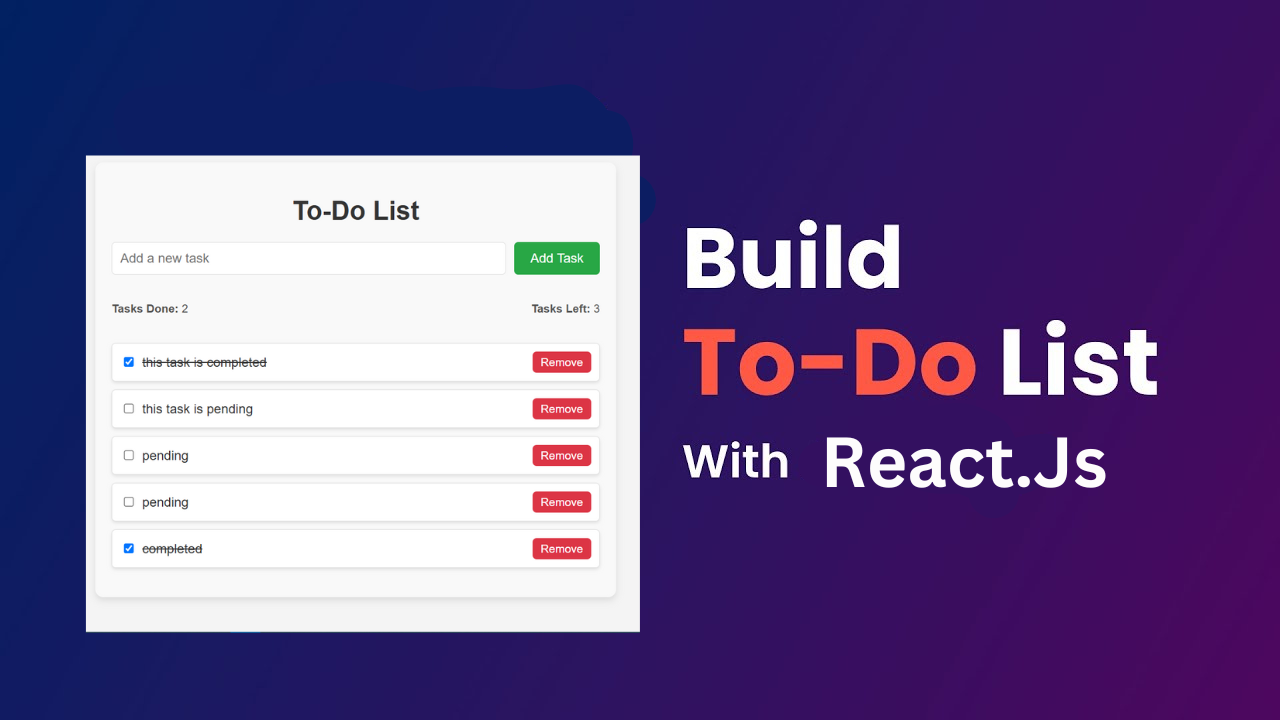 To-Do List
Add a new task
Add Task
Tasks Done: 2
Tasks Left: 3
this task is completed
Remove
this task is pending
Remove
pending
Remove
pending
Remove
completed
Remove
Build
To-Do List
With React.Js